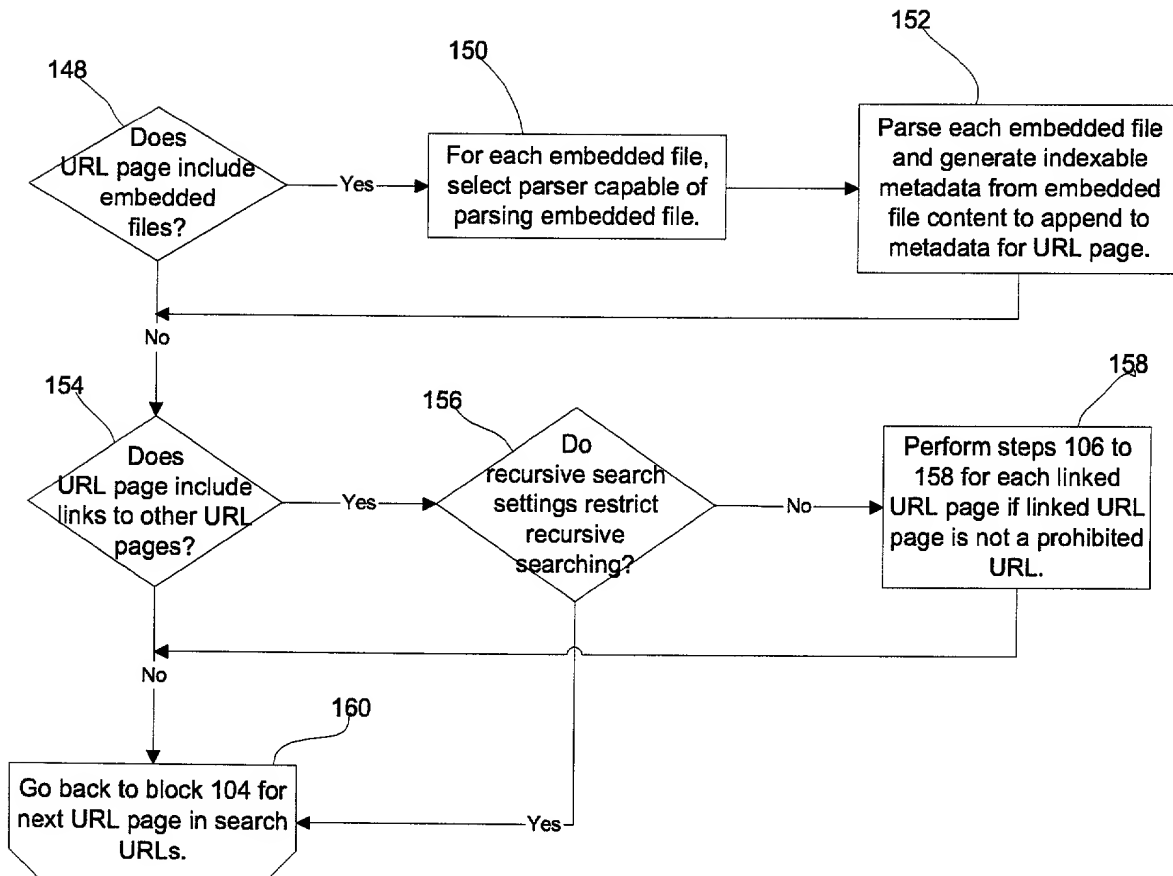 148
Does
URL page include
embedded
files?
Yes
150
For each embedded file,
select parser capable of
parsing embedded file.
152
Parse each embedded file
and generate indexable
metadata from embedded
file content to append to
metadata for URL page.
No
154
Does
URL page include
links to other URL
pages?
Yes
156
Do
recursive search
settings restrict
recursive
searching?
No
158
Perform steps 106 to
158 for each linked
URL page if linked URL
page is not a prohibited
URL.
No
160
Go back to block 104 for
next URL page in search
URLs.
Yes